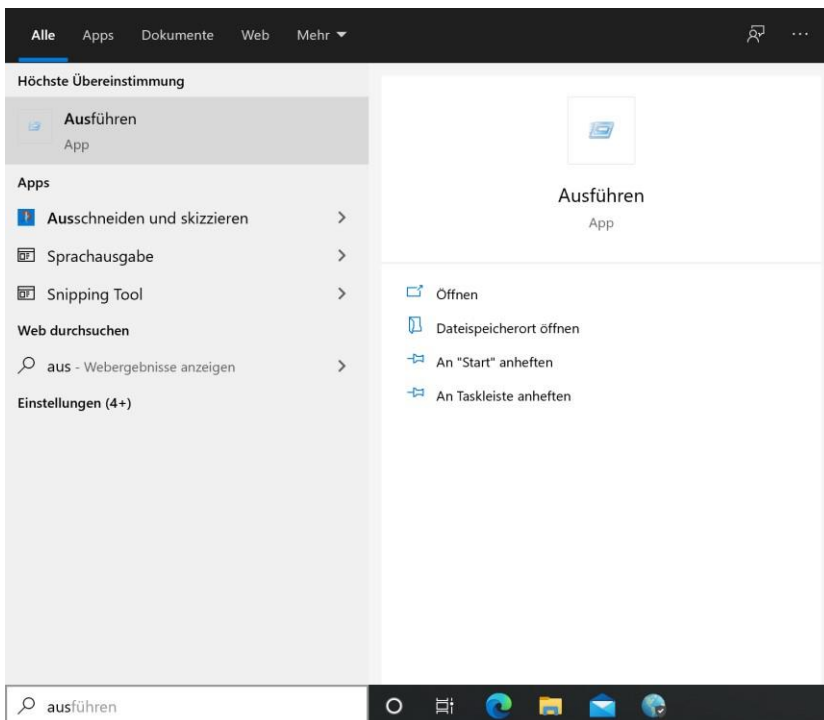 Alle Apps Dokumente Web Mehr
Höchste Übereinstimmung
Ausführen
App
Apps
Ausschneiden und skizzieren
Sprachausgabe
Snipping Tool
Web durchsuchen
aus - Webergebnisse anzeigen
Einstellungen (4+)
Ausführen
App
Öffnen
Dateispeicherort öffnen
An "Start" anheften
An Taskleiste anheften
ausführen